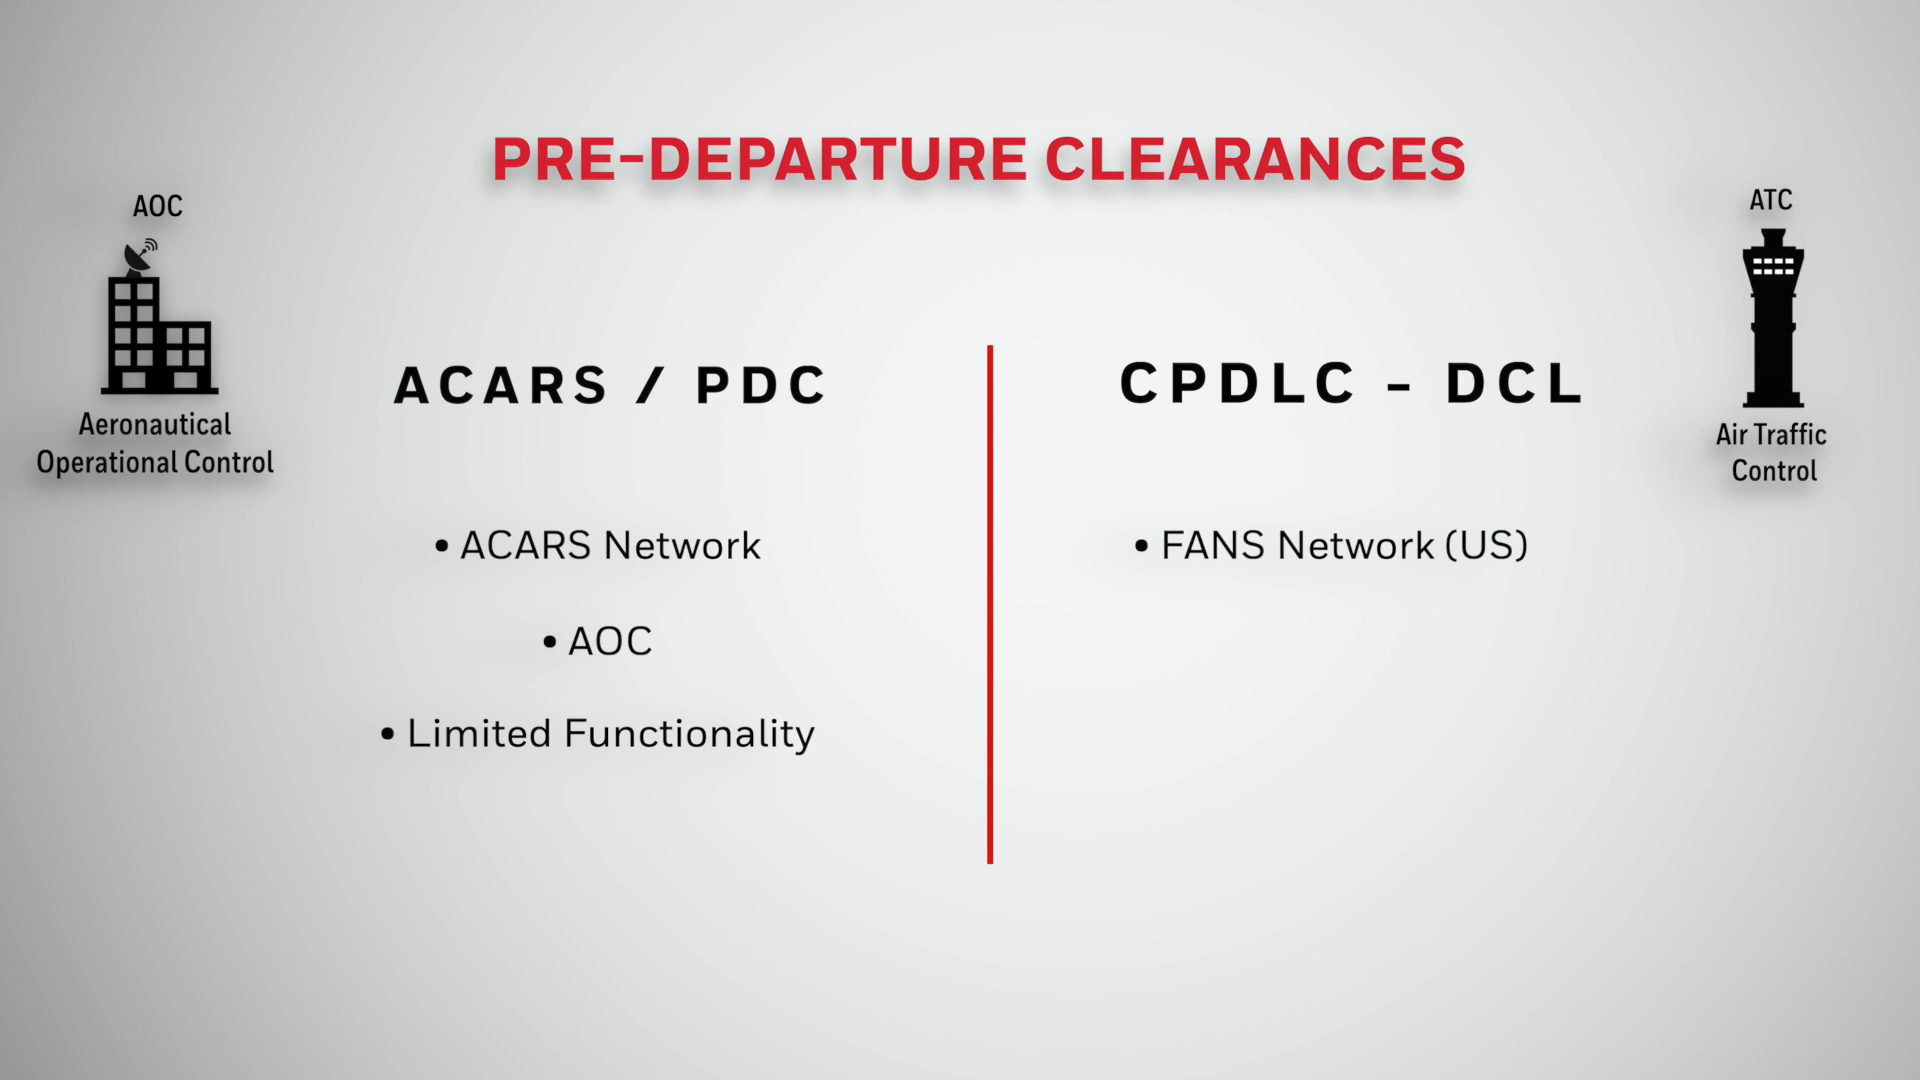 PRE-DEPARTURE CLEARANCES
AOC
Aeronautical
Operational Control
ACARS / PDC
• ACARS Network
• AOC
• Limited Functionality
CPDLC - DCL
• FANS Network (US)
ATC
Air Traffic
Control